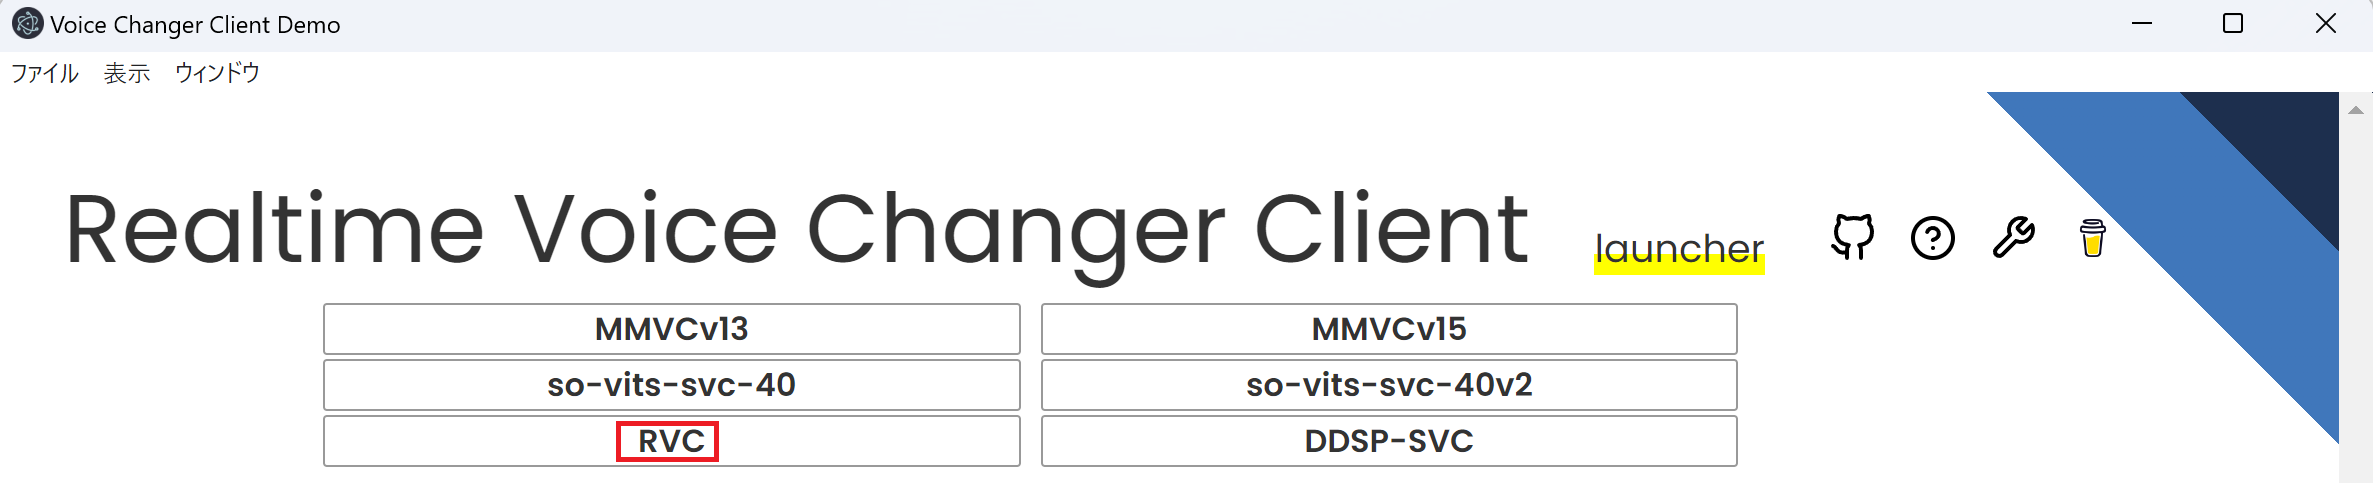 Voice Changer Client Demo
ファイル 表示 ウィンドウ
Realtime Voice Changer Client launcher
MMVCv13 MMVCv15
so-vits-svc-40 so-vits-svc-40v2
RVC DDSP-SVC